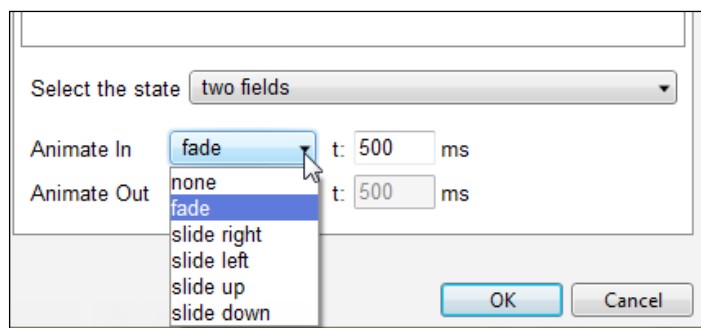 Select the state two fields
Animate In fade t: 500 ms
Animate Out t: 500 ms
none
fade
slide right
slide left
slide up
slide down
OK Cancel